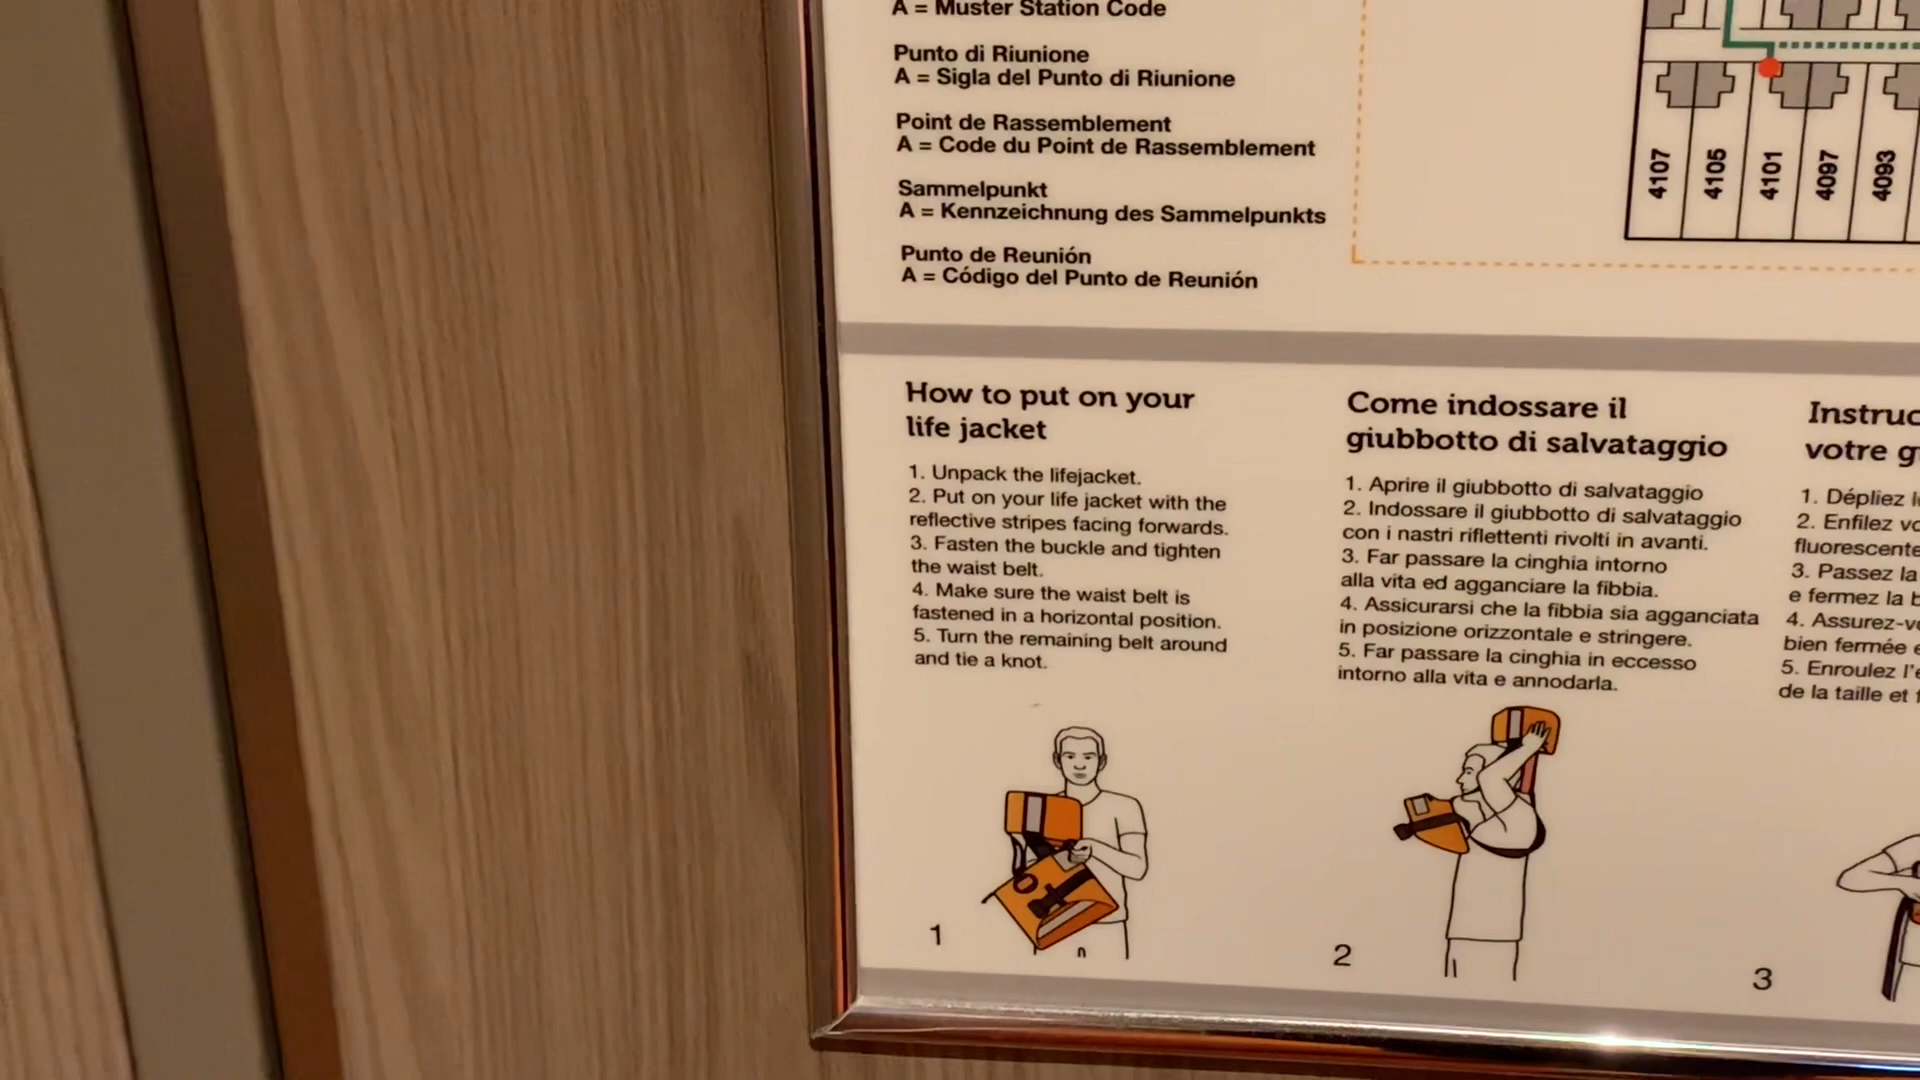 A = Muster Station Code
Punto di Riunione
A = Sigla del Punto di Riunione
Point de Rassemblement
A = Code du Point de Rassemblement
Sammelpunkt
A = Kennzeichnung des Sammelpunkts
Punto de Reunión
A = Código del Punto de Reunión
4107
4105
4101
4097
4093
How to put on your
life jacket
1. Unpack the lifejacket.
2. Put on your life jacket with the
reflective stripes facing forwards.
3. Fasten the buckle and tighten
the waist belt.
4. Make sure the waist belt is
fastened in a horizontal position.
5. Turn the remaining belt around
and tie a knot.
Come indossare il
giubbotto di salvataggio
1. Aprire il giubbotto di salvataggio
2. Indossare il giubbotto di salvataggio
con i nastri riflettenti rivolti in avanti.
3. Far passare la cinghia intorno
alla vita ed agganciare la fibbia.
4. Assicurarsi che la fibbia sia agganciata
in posizione orizzontale e stringere.
5. Far passare la cinghia in eccesso
intorno alla vita e annodarla.
Instruc
votre g
1. Dépliez l
2. Enfilez vo
fluorescente
3. Passez la
e fermez la b
4. Assurez-vo
bien fermée e
5. Enroulez l'e
de la taille et f
1
2
3